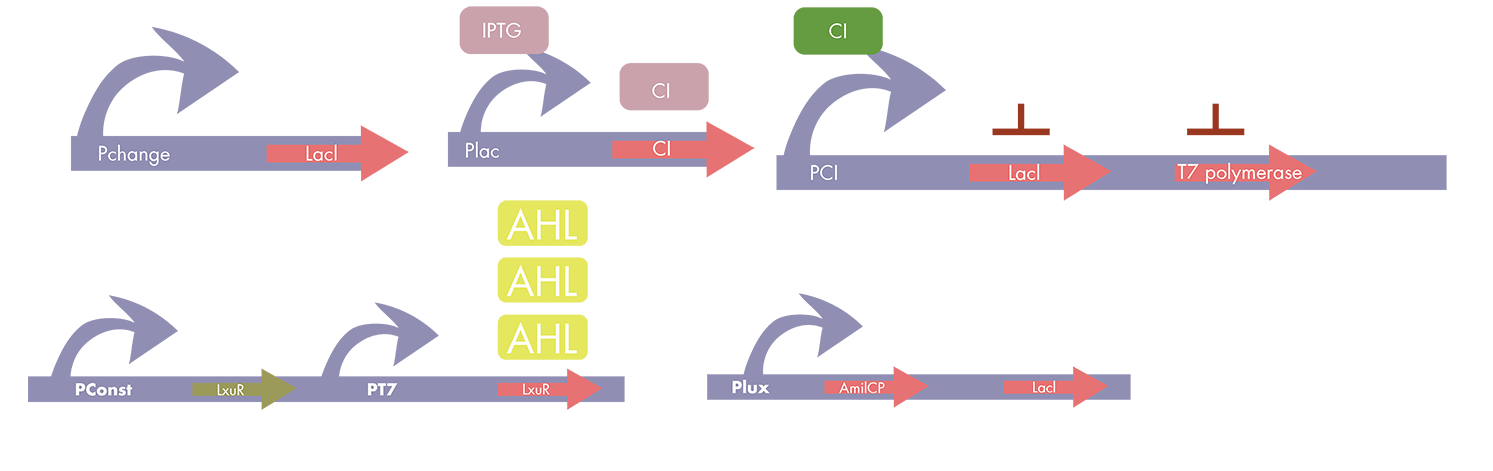 IPTG
CI
CI
Pchange
LacI
Plac
CI
PCI
LacI
T7 polymerase
AHL
AHL
AHL
PConst
LxuR
PT7
LxuR
Plux
AmilCP
LacI